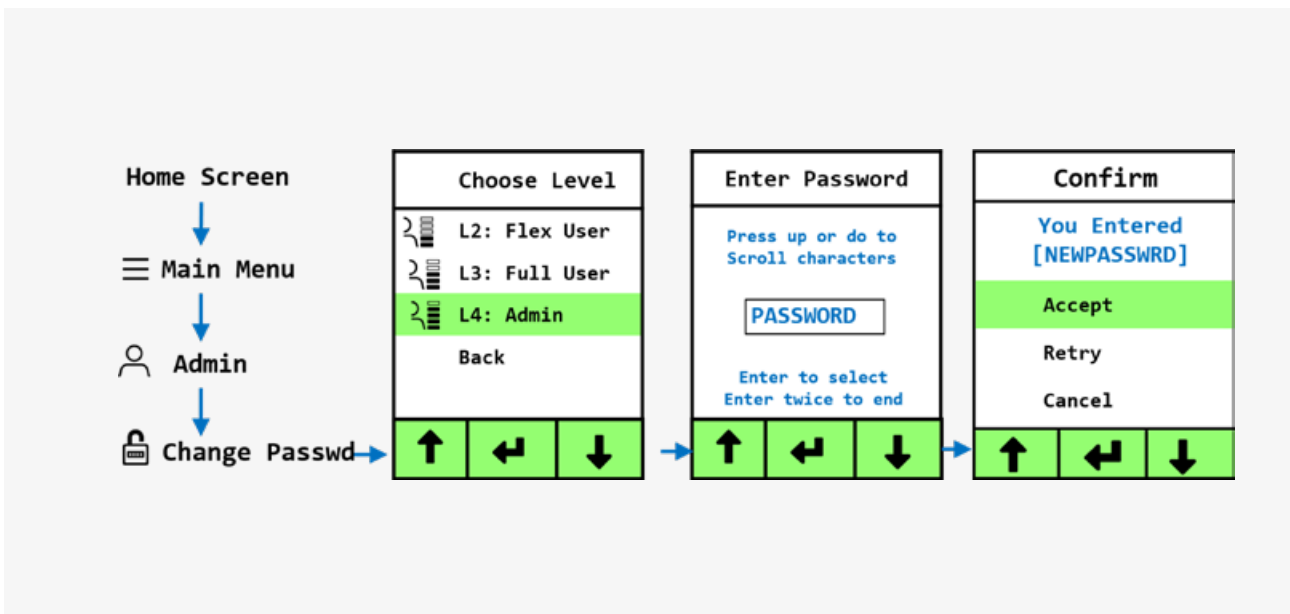 Home Screen
Main Menu
Admin
Change Passwd
Choose Level
L2: Flex User
L3: Full User
L4: Admin
Back
Enter Password
Press up or do to
Scroll characters
PASSWORD
Enter to select
Enter twice to end
Confirm
You Entered
[NEWPASSWRD]
Accept
Retry
Cancel